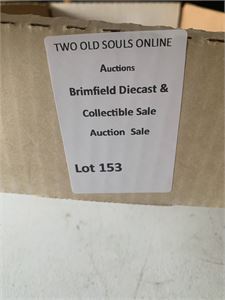 TWO OLD SOULS ONLINE
Auctions
Brimfield Diecast &
Collectible Sale
Auction Sale
Lot 153